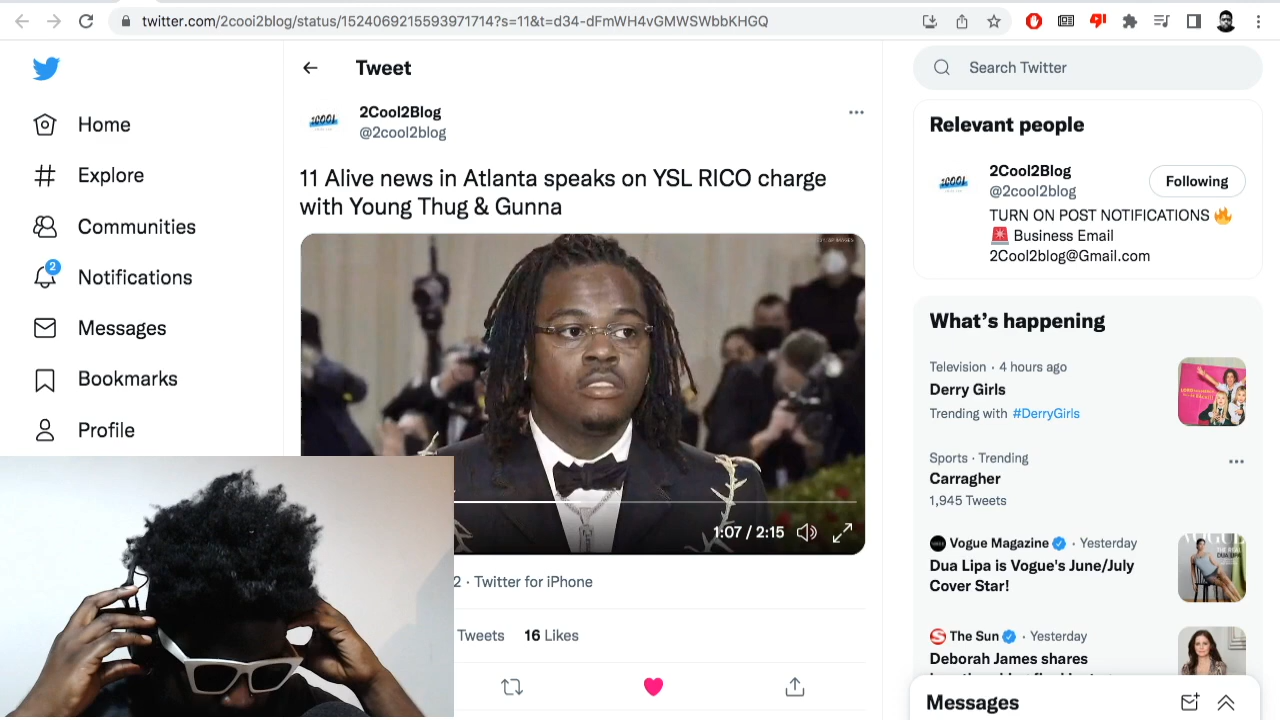 twitter.com/2cooi2blog/status/1524069215593971714?s=11&t=d34-dFmWH4vGMWSWbbKHGQ
Home
Explore
Communities
2
Notifications
Messages
Bookmarks
Profile
Tweet
2Cool2Blog
@2cool2blog
11 Alive news in Atlanta speaks on YSL RICO charge
with Young Thug & Gunna
1:07 / 2:15
2 · Twitter for iPhone
Tweets 16 Likes
Search Twitter
Relevant people
2Cool2Blog
@2cool2blog
Following
TURN ON POST NOTIFICATIONS 🔥
🚨 Business Email
2Cool2blog@Gmail.com
What's happening
Television · 4 hours ago
Derry Girls
Trending with #DerryGirls
Sports · Trending
Carragher
1,945 Tweets
Vogue Magazine · Yesterday
Dua Lipa is Vogue's June/July
Cover Star!
The Sun · Yesterday
Deborah James shares
Messages